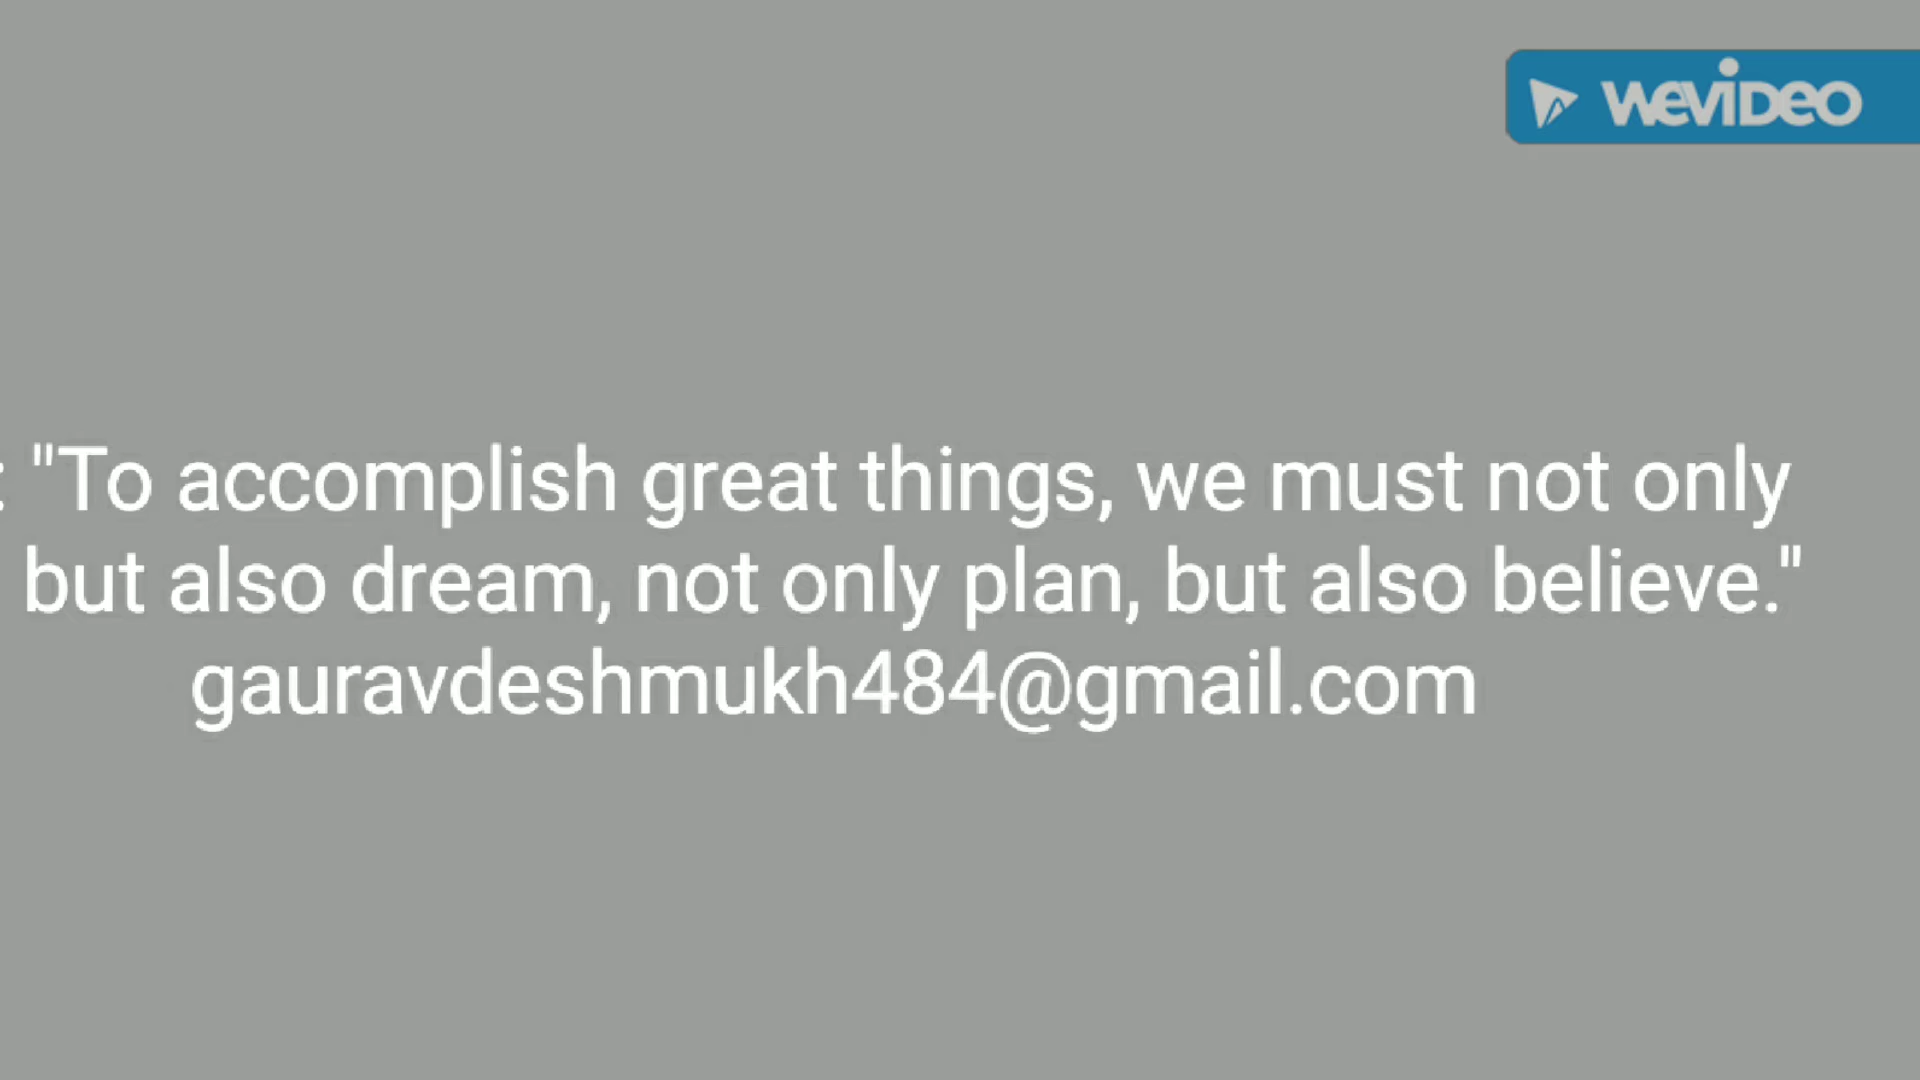 WeVideo
: "To accomplish great things, we must not only
but also dream, not only plan, but also believe."
gauravdeshmukh484@gmail.com